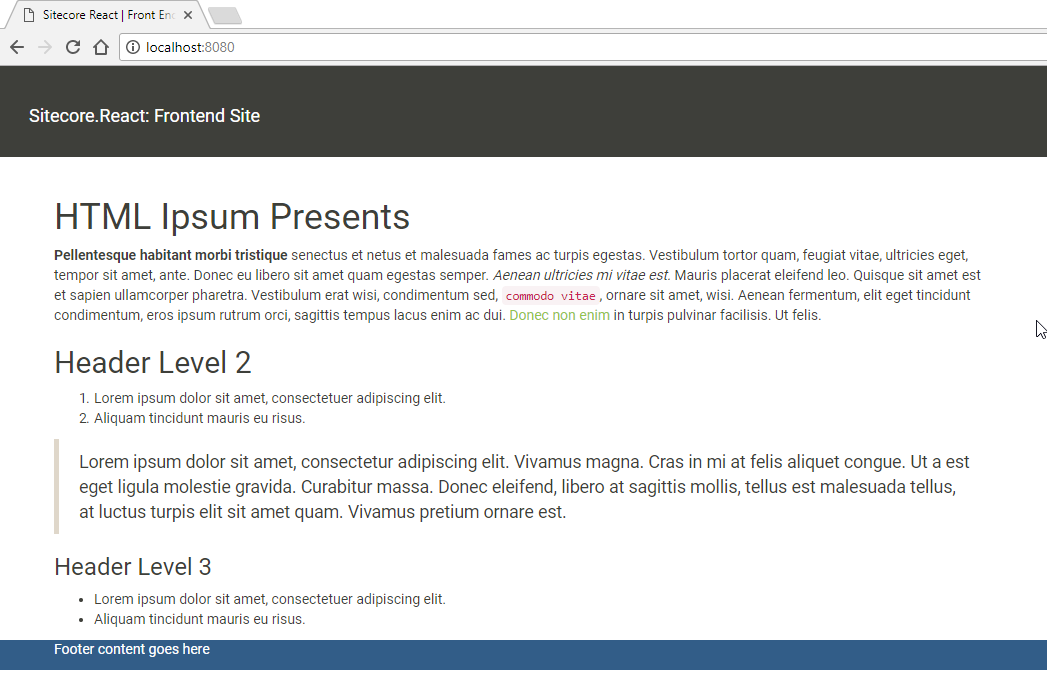 Sitecore React | Front En
localhost:8080
Sitecore.React: Frontend Site
HTML Ipsum Presents
Pellentesque habitant morbi tristique senectus et netus et malesuada fames ac turpis egestas. Vestibulum tortor quam, feugiat vitae, ultricies eget,
tempor sit amet, ante. Donec eu libero sit amet quam egestas semper. Aenean ultricies mi vitae est. Mauris placerat eleifend leo. Quisque sit amet est
et sapien ullamcorper pharetra. Vestibulum erat wisi, condimentum sed, commodo vitae, ornare sit amet, wisi. Aenean fermentum, elit eget tincidunt
condimentum, eros ipsum rutrum orci, sagittis tempus lacus enim ac dui. Donec non enim in turpis pulvinar facilisis. Ut felis.
Header Level 2
1. Lorem ipsum dolor sit amet, consectetuer adipiscing elit.
2. Aliquam tincidunt mauris eu risus.
Lorem ipsum dolor sit amet, consectetur adipiscing elit. Vivamus magna. Cras in mi at felis aliquet congue. Ut a est
eget ligula molestie gravida. Curabitur massa. Donec eleifend, libero at sagittis mollis, tellus est malesuada tellus,
at luctus turpis elit sit amet quam. Vivamus pretium ornare est.
Header Level 3
• Lorem ipsum dolor sit amet, consectetuer adipiscing elit.
• Aliquam tincidunt mauris eu risus.
Footer content goes here